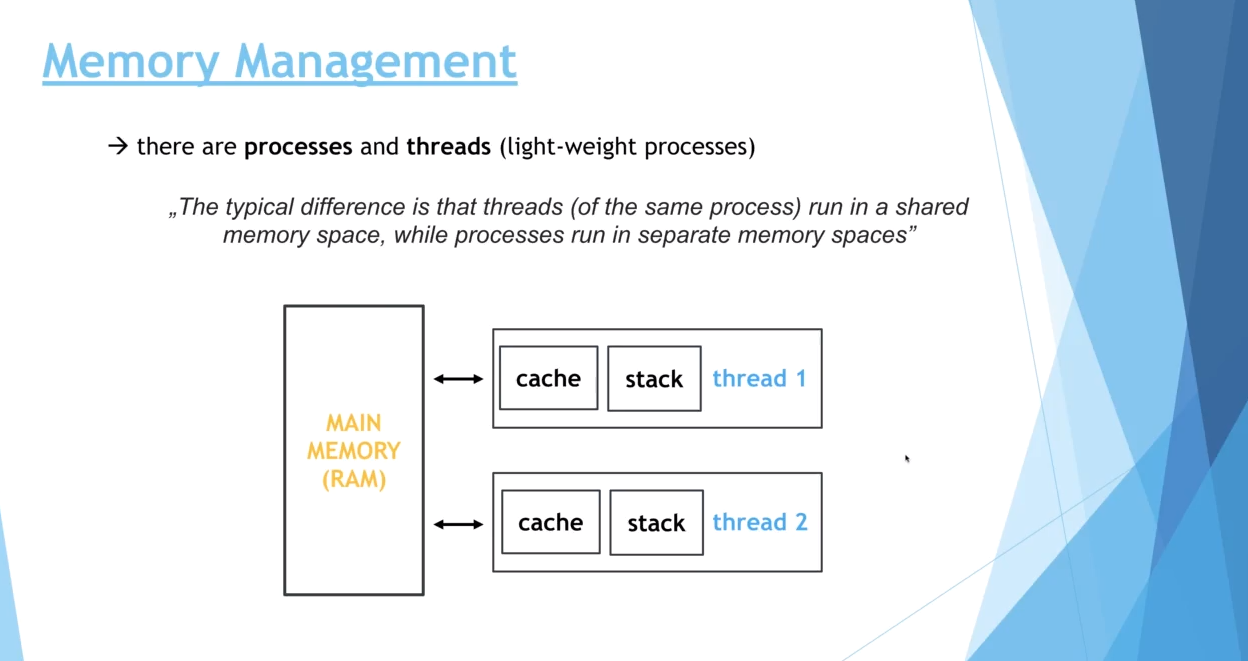 Memory Management
→ there are processes and threads (light-weight processes)
„The typical difference is that threads (of the same process) run in a shared
memory space, while processes run in separate memory spaces”
MAIN
MEMORY
(RAM)
cache stack thread 1
cache stack thread 2